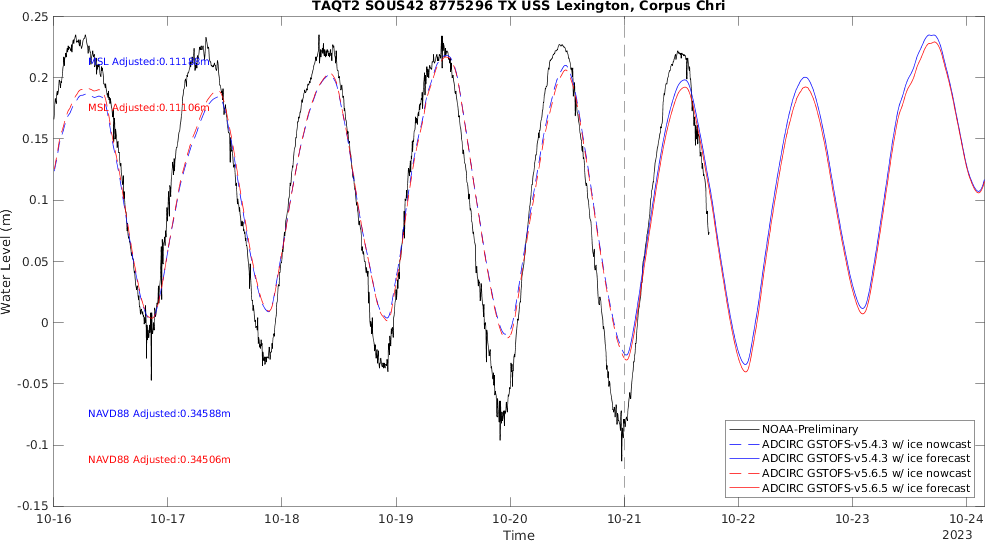 TAQT2 SOUS42 8775296 TX USS Lexington, Corpus Chri
0.25
0.2
0.15
0.1
0.05
0
-0.05
-0.1
-0.15
Water Level (m)
MSL Adjusted:0.11106m
NAVD88 Adjusted:0.34588m
NAVD88 Adjusted:0.34506m
NOAA-Preliminary
ADCIRC GSTOFS-v5.4.3 w/ ice nowcast
ADCIRC GSTOFS-v5.4.3 w/ ice forecast
ADCIRC GSTOFS-v5.6.5 w/ ice nowcast
ADCIRC GSTOFS-v5.6.5 w/ ice forecast
10-16 10-17 10-18 10-19 10-20 10-21 10-22 10-23 10-24
Time
2023